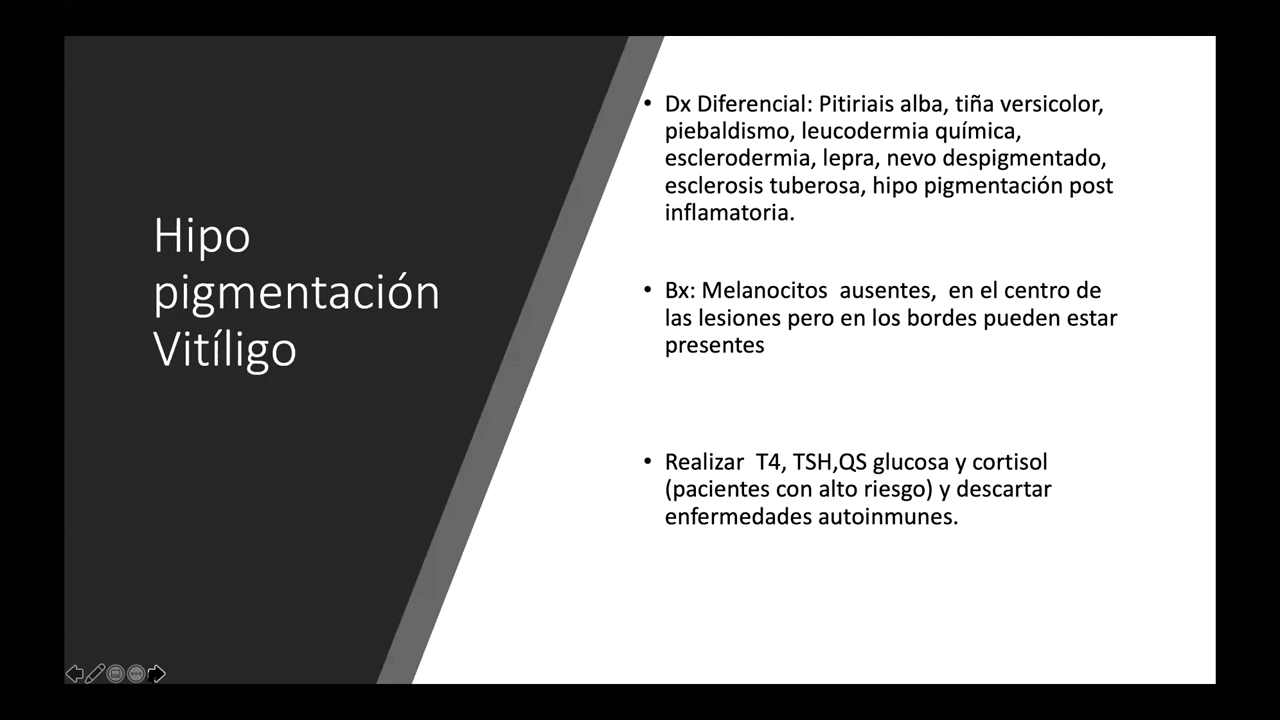 Hipo
pigmentación
Vitíligo
• Dx Diferencial: Pitiriais alba, tiña versicolor,
piebaldismo, leucodermia química,
esclerodermia, lepra, nevo despigmentado,
esclerosis tuberosa, hipo pigmentación post
inflamatoria.
• Bx: Melanocitos ausentes, en el centro de
las lesiones pero en los bordes pueden estar
presentes
• Realizar T4, TSH,QS glucosa y cortisol
(pacientes con alto riesgo) y descartar
enfermedades autoinmunes.